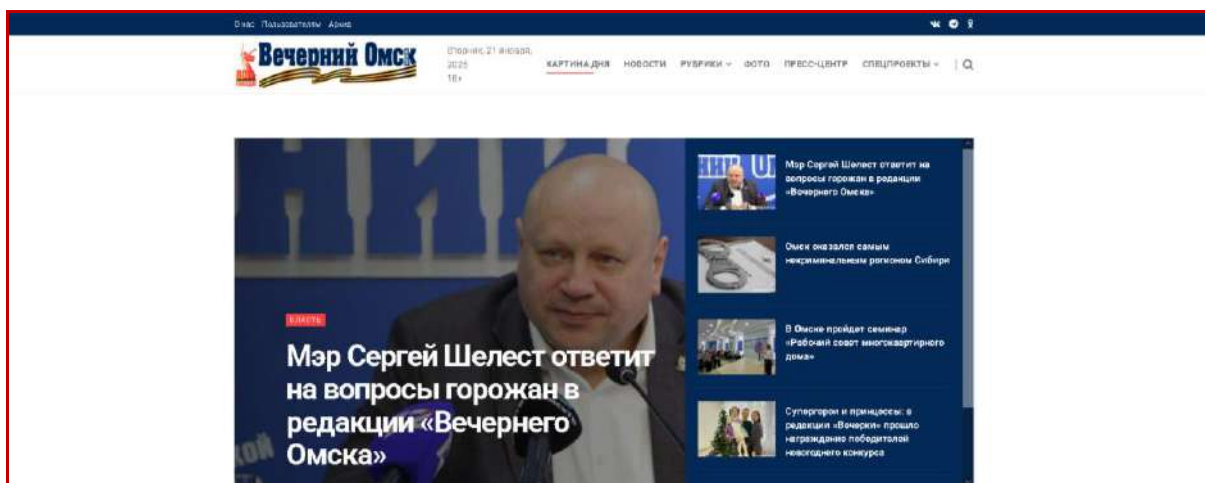 О нас Пользователям Архив
Вечерний Омск
Вторник, 21 января,
2025
18+
КАРТИНА ДНЯ НОВОСТИ РУБРИКИ ФОТО ПРЕСС-ЦЕНТР СПЕЦПРОЕКТЫ
ВЛАСТЬ
Мэр Сергей Шелест ответит
на вопросы горожан в
редакции «Вечернего
Омска»
Мэр Сергей Шелест ответит на
вопросы горожан в редакции
«Вечернего Омска»
Омск оказался самым
некриминальным регионом Сибири
В Омске пройдет семинар
«Рабочий совет многоквартирного
дома»
Супергерои и принцессы: в
редакции «Вечерки» прошло
награждение победителей
новогоднего конкурса